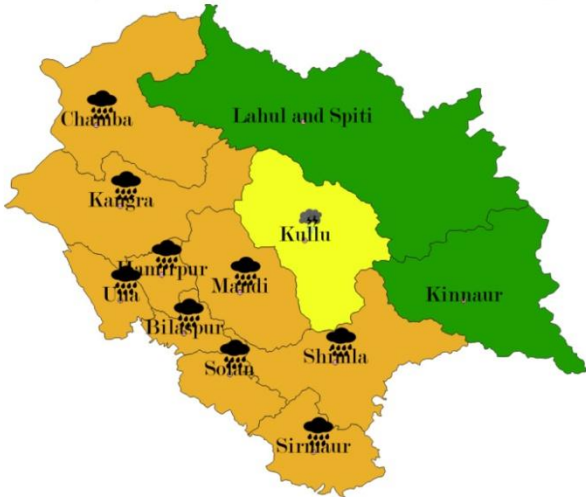 Lahul and Spiti
Chamba
Kangra
Kullu
Hamirpur
Mandi
Una
Kinnaur
Bilaspur
Solan
Shimla
Sirmaur